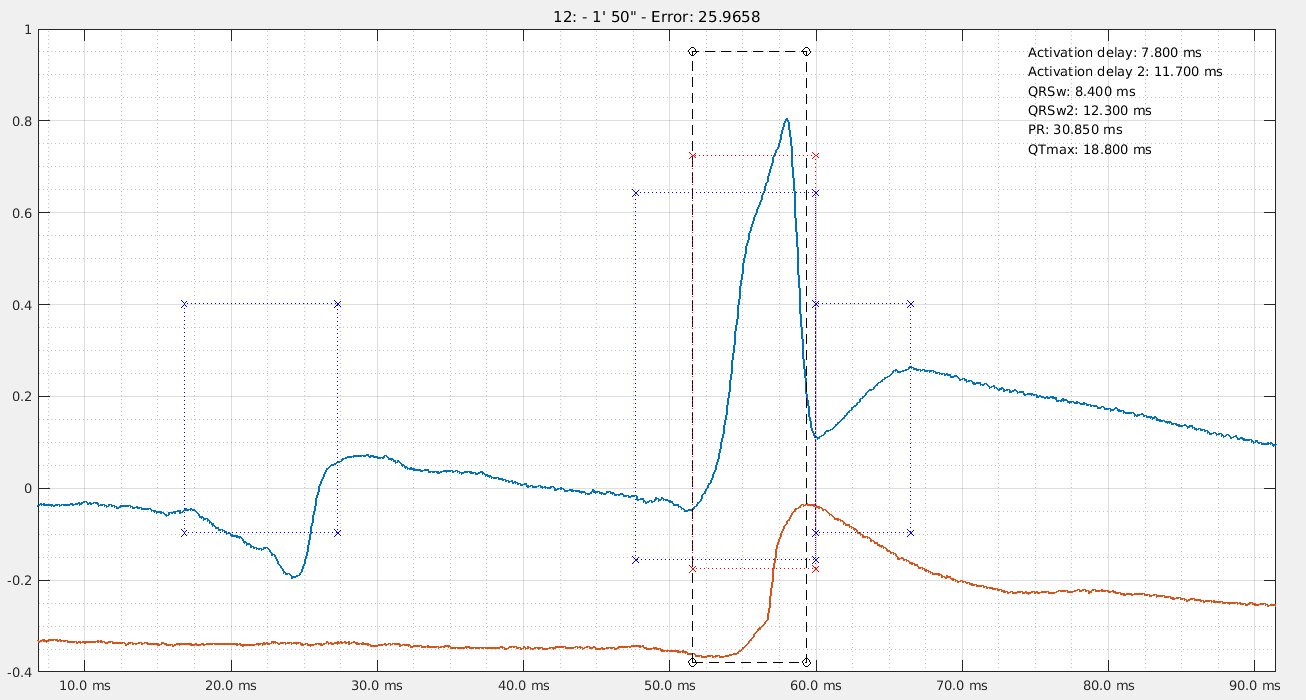 12: - 1' 50" - Error: 25.9658
1
Activation delay: 7.800 ms
Activation delay 2: 11.700 ms
QRSw: 8.400 ms
QRSw2: 12.300 ms
PR: 30.850 ms
QTmax: 18.800 ms
0.8
0.6
0.4
0.2
0
-0.2
-0.4
10.0 ms 20.0 ms 30.0 ms 40.0 ms 50.0 ms 60.0 ms 70.0 ms 80.0 ms 90.0 ms